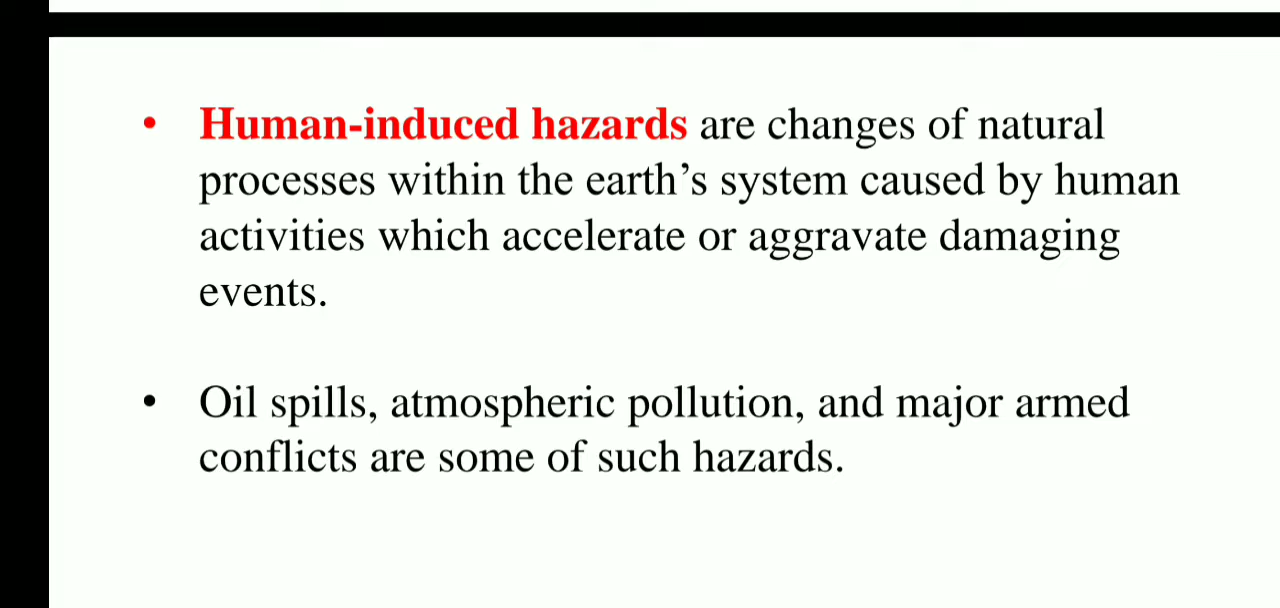 • Human-induced hazards are changes of natural
processes within the earth’s system caused by human
activities which accelerate or aggravate damaging
events.
• Oil spills, atmospheric pollution, and major armed
conflicts are some of such hazards.